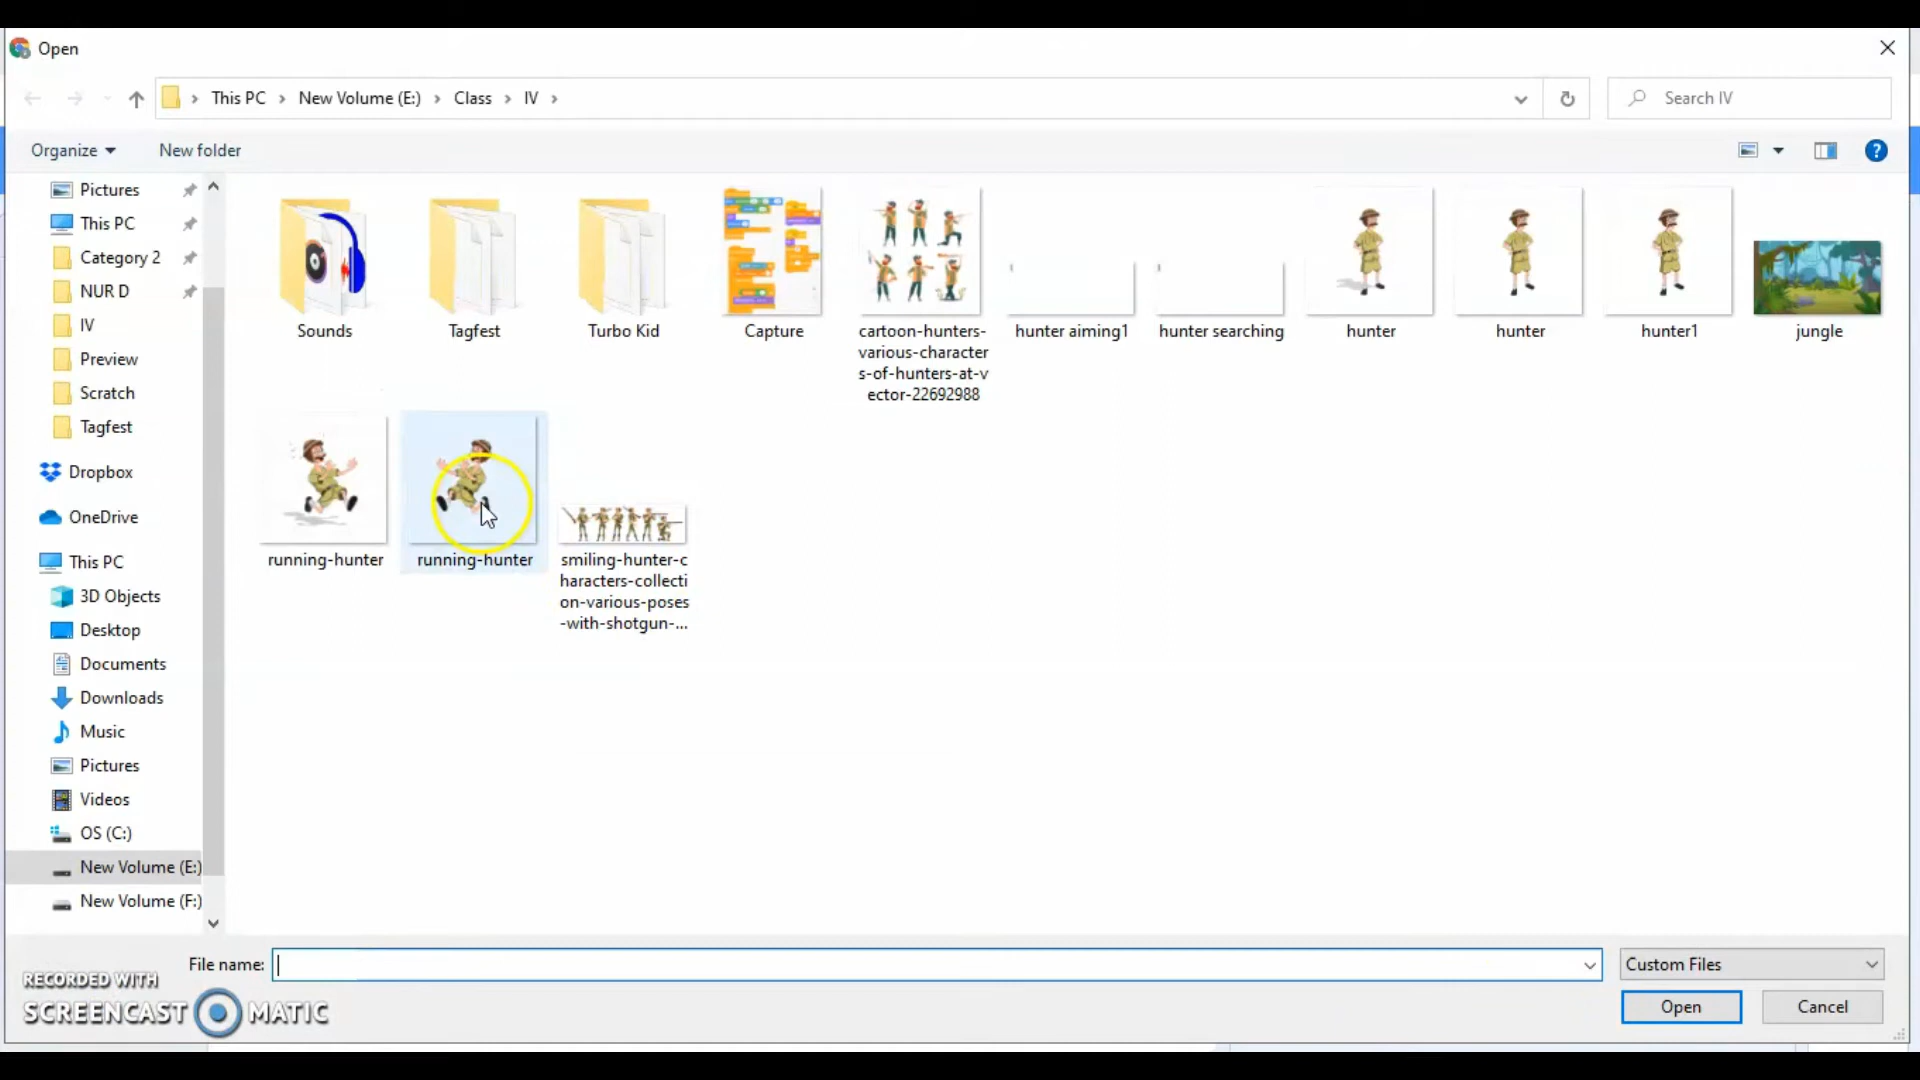 Open
This PC
New Volume (E:)
Class
IV
Search IV
Organize
New folder
Pictures
This PC
Category 2
NUR D
IV
Preview
Scratch
Tagfest
Dropbox
OneDrive
This PC
3D Objects
Desktop
Documents
Downloads
Music
Pictures
Videos
OS (C:)
New Volume (E:)
New Volume (F:)
Sounds
Tagfest
Turbo Kid
Capture
cartoon-hunters-
various-character
s-of-hunters-at-v
ector-22692988
hunter aiming1
hunter searching
hunter
hunter
hunter1
jungle
running-hunter
running-hunter
smiling-hunter-c
haracters-collecti
on-various-poses
-with-shotgun-...
File name:
Custom Files
Open
Cancel
RECORDED WITH
SCREENCAST MATIC